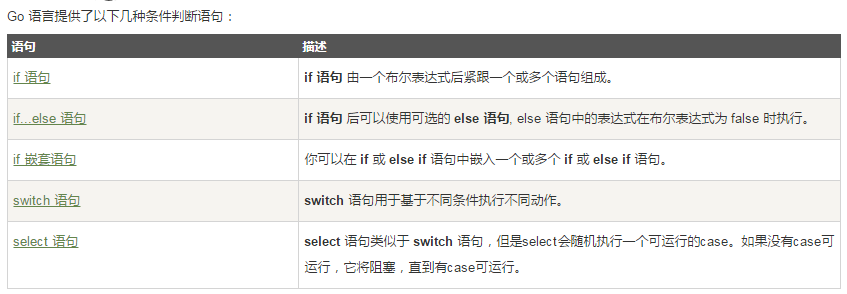 Go 语言提供了以下几种条件判断语句：
语句 描述
if 语句 if 语句 由一个布尔表达式后紧跟一个或多个语句组成。
if...else 语句 if 语句 后可以使用可选的 else 语句, else 语句中的表达式在布尔表达式为 false 时执行。
if 嵌套语句 你可以在 if 或 else if 语句中嵌入一个或多个 if 或 else if 语句。
switch 语句 switch 语句用于基于不同条件执行不同动作。
select 语句 select 语句类似于 switch 语句，但是select会随机执行一个可运行的case。如果没有case可
运行，它将阻塞，直到有case可运行。